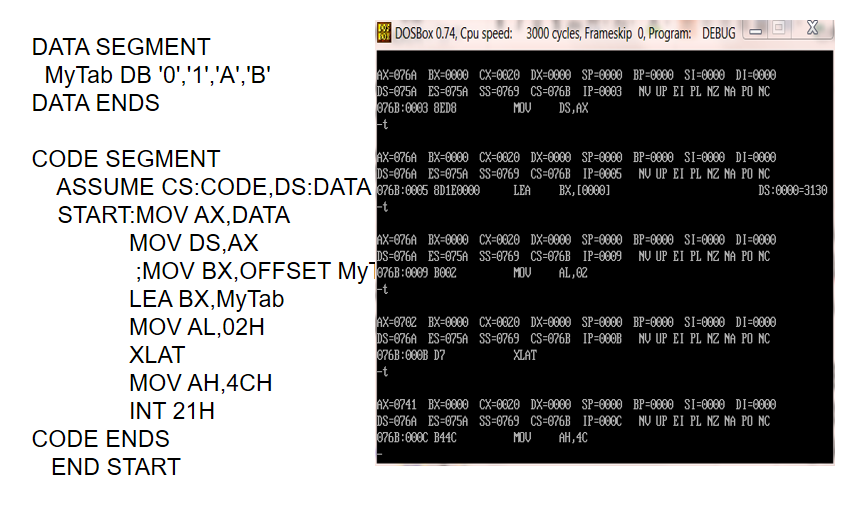 DATA SEGMENT
MyTab DB '0','1','A','B'
DATA ENDS
CODE SEGMENT
ASSUME CS:CODE,DS:DATA
START:MOV AX,DATA
MOV DS,AX
;MOV BX,OFFSET MyT
LEA BX,MyTab
MOV AL,02H
XLAT
MOV AH,4CH
INT 21H
CODE ENDS
END START
DOSBox 0.74, Cpu speed: 3000 cycles, Frameskip 0, Program: DEBUG
AX=076A BX=0000 CX=0020 DX=0000 SP=0000 BP=0000 SI=0000 DI=0000
DS=075A ES=075A SS=0769 CS=076B IP=0003 NV UP EI PL NZ NA PO NC
076B:0003 8ED8 MOV DS,AX
-t
AX=076A BX=0000 CX=0020 DX=0000 SP=0000 BP=0000 SI=0000 DI=0000
DS=076A ES=075A SS=0769 CS=076B IP=0005 NV UP EI PL NZ NA PO NC
076B:0005 8D1E0000 LEA BX,[0000] DS:0000=3130
-t
AX=076A BX=0000 CX=0020 DX=0000 SP=0000 BP=0000 SI=0000 DI=0000
DS=076A ES=075A SS=0769 CS=076B IP=0009 NV UP EI PL NZ NA PO NC
076B:0009 B002 MOV AL,02
-t
AX=0702 BX=0000 CX=0020 DX=0000 SP=0000 BP=0000 SI=0000 DI=0000
DS=076A ES=075A SS=0769 CS=076B IP=000B NV UP EI PL NZ NA PO NC
076B:000B D7 XLAT
-t
AX=0741 BX=0000 CX=0020 DX=0000 SP=0000 BP=0000 SI=0000 DI=0000
DS=076A ES=075A SS=0769 CS=076B IP=000C NV UP EI PL NZ NA PO NC
076B:000C B44C MOV AH,4C
-